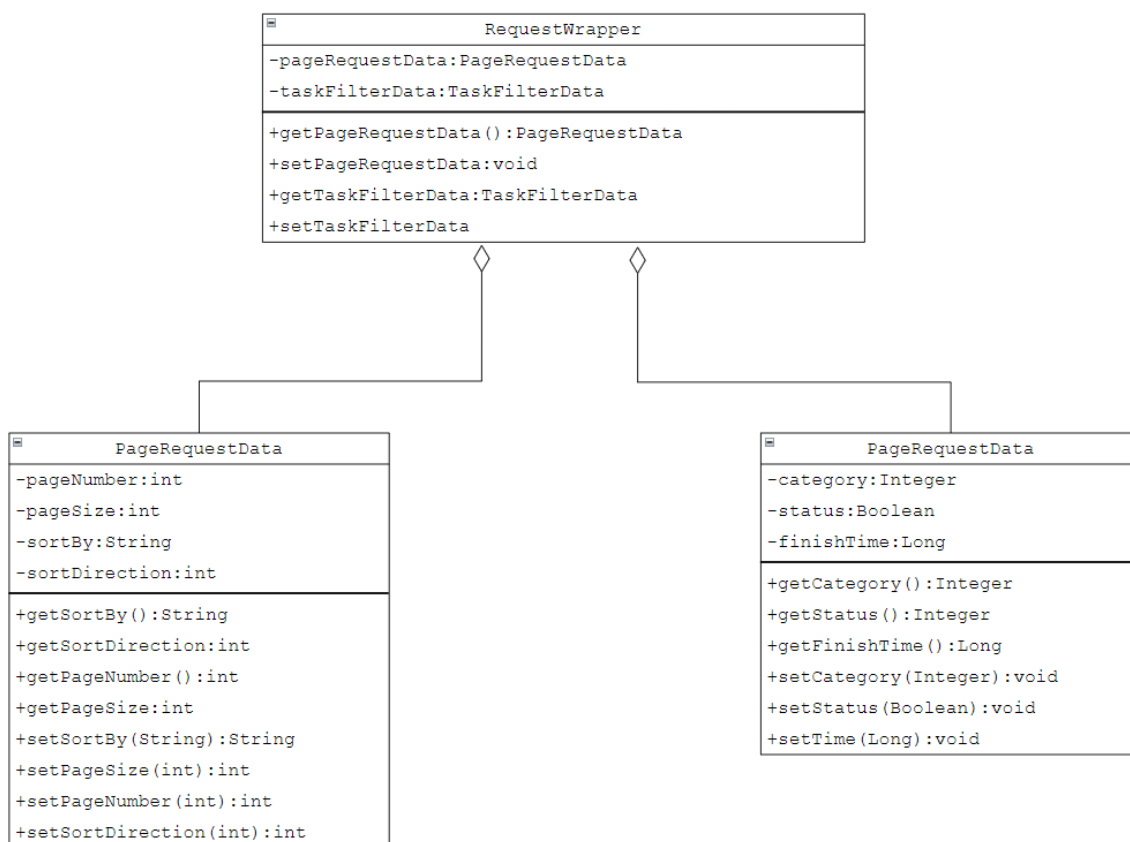 RequestWrapper
-pageRequestData:PageRequestData
-taskFilterData:TaskFilterData
+getPageRequestData():PageRequestData
+setPageRequestData:void
+getTaskFilterData:TaskFilterData
+setTaskFilterData
PageRequestData
-pageNumber:int
-pageSize:int
-sortBy:String
-sortDirection:int
+getSortBy():String
+getSortDirection:int
+getPageNumber():int
+getPageSize:int
+setSortBy(String):String
+setPageSize(int):int
+setPageNumber(int):int
+setSortDirection(int):int
PageRequestData
-category:Integer
-status:Boolean
-finishTime:Long
+getCategory():Integer
+getStatus():Integer
+getFinishTime():Long
+setCategory(Integer):void
+setStatus(Boolean):void
+setTime(Long):void